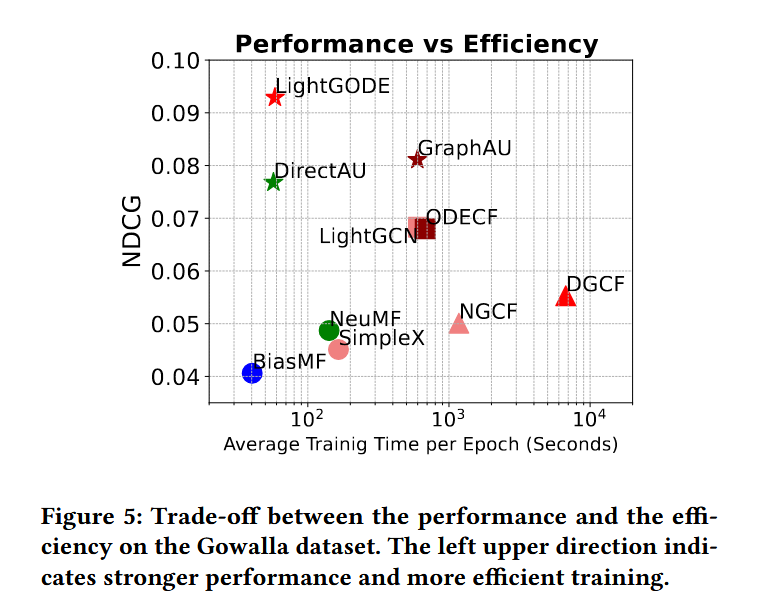 Performance vs Efficiency
0.10
LightGODE
0.09
GraphAU
0.08
DirectAU
0.07
ODECF
LightGCN
NDCG
0.06
DGCF
NGCF
0.05
NeuMF
SimpleX
BiasMF
0.04
10²
10³
10⁴
Average Trainig Time per Epoch (Seconds)
Figure 5: Trade-off between the performance and the effi-
ciency on the Gowalla dataset. The left upper direction indi-
cates stronger performance and more efficient training.